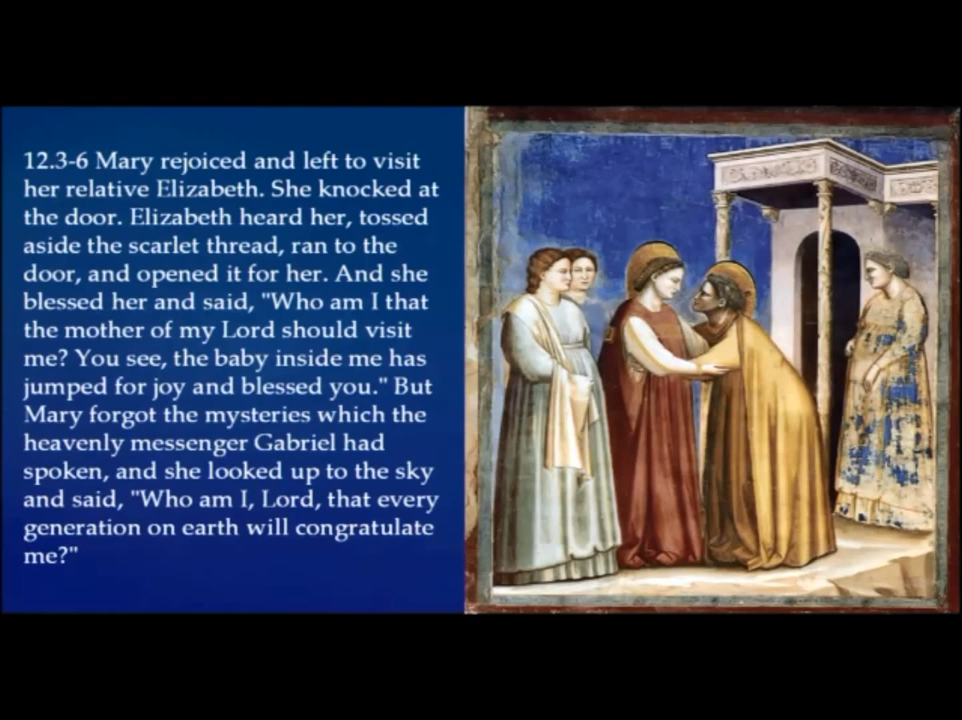 12.3-6 Mary rejoiced and left to visit
her relative Elizabeth. She knocked at
the door. Elizabeth heard her, tossed
aside the scarlet thread, ran to the
door, and opened it for her. And she
blessed her and said, "Who am I that
the mother of my Lord should visit
me? You see, the baby inside me has
jumped for joy and blessed you." But
Mary forgot the mysteries which the
heavenly messenger Gabriel had
spoken, and she looked up to the sky
and said, "Who am I, Lord, that every
generation on earth will congratulate
me?"